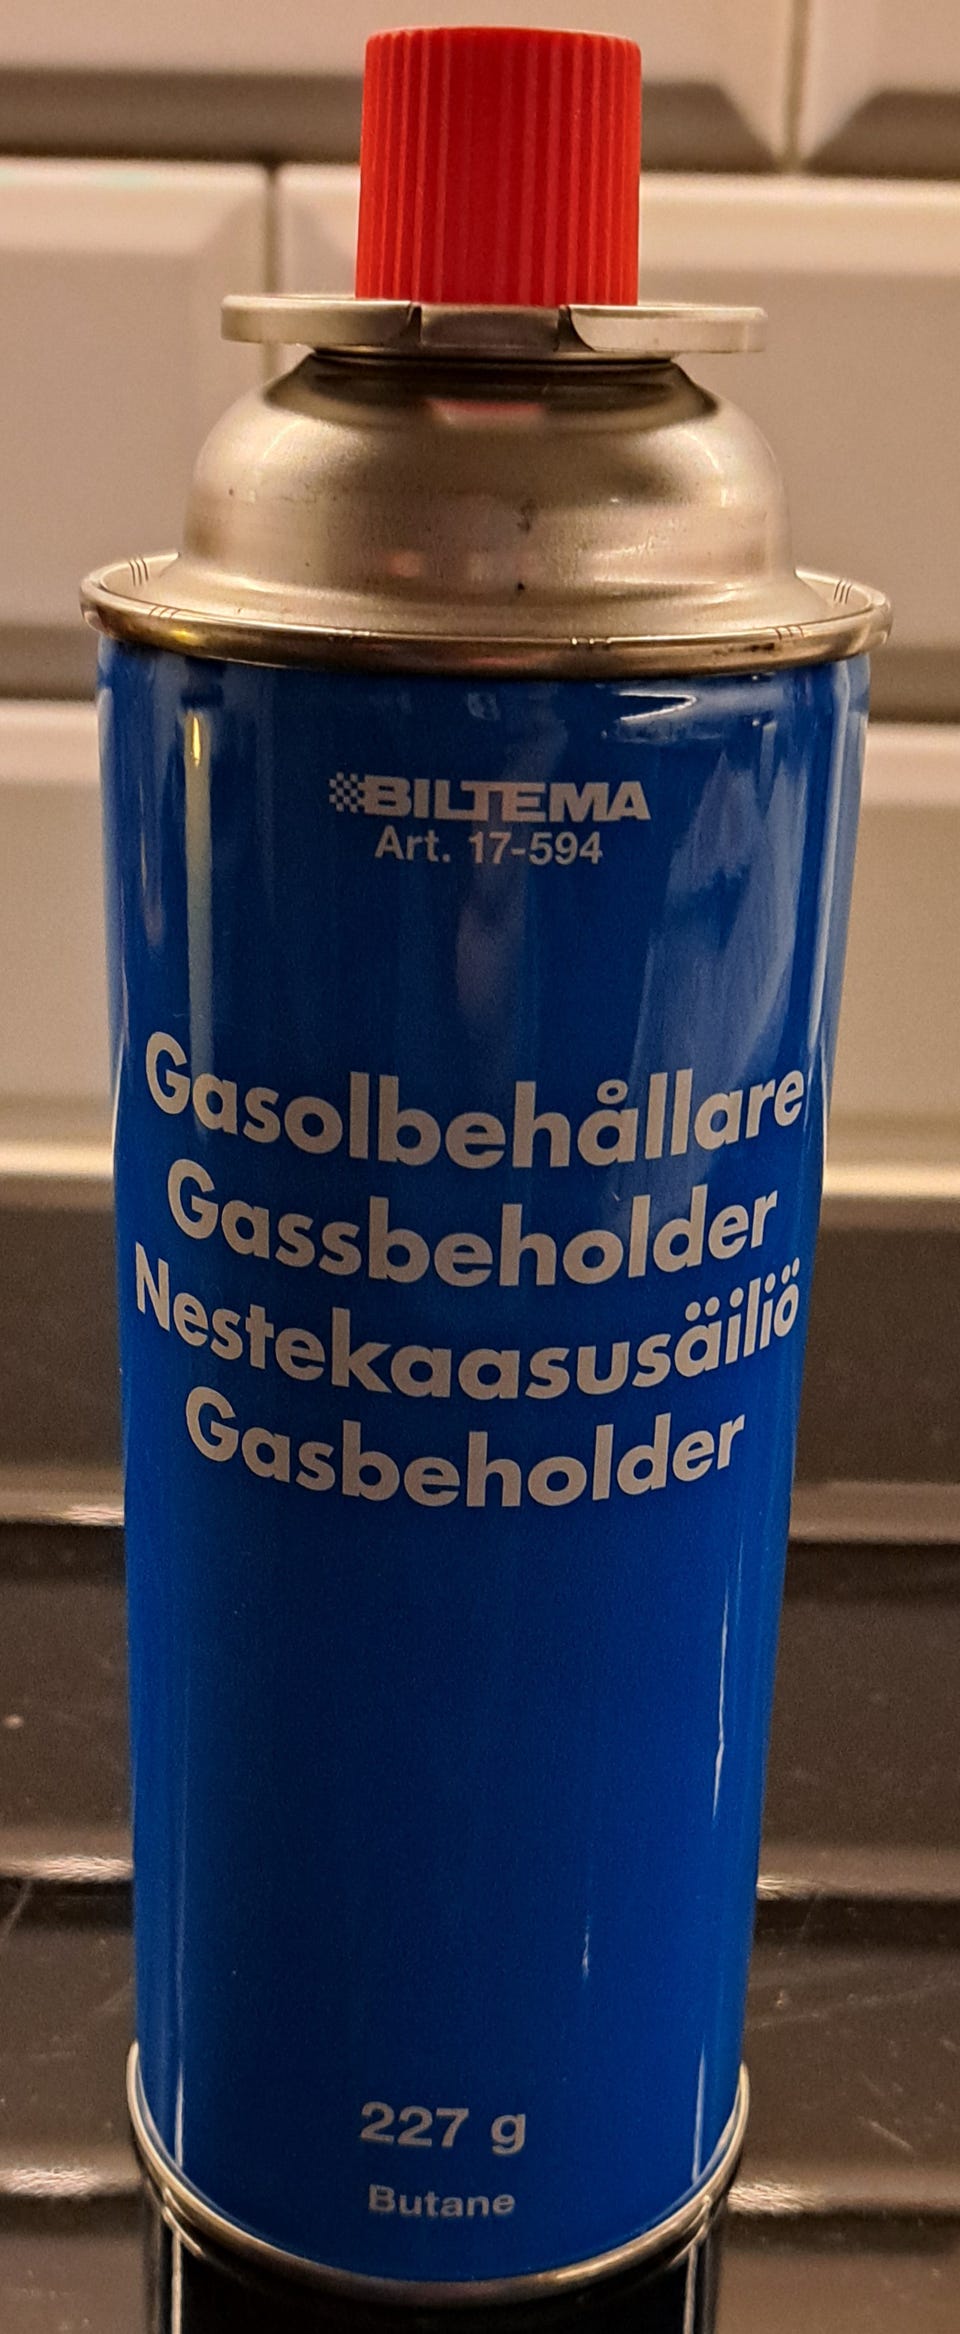 BILTEMA
Art. 17-594
Gasolbehållare
Gassbeholder
Nestekaasusäiliö
Gasbeholder
227 g
Butane